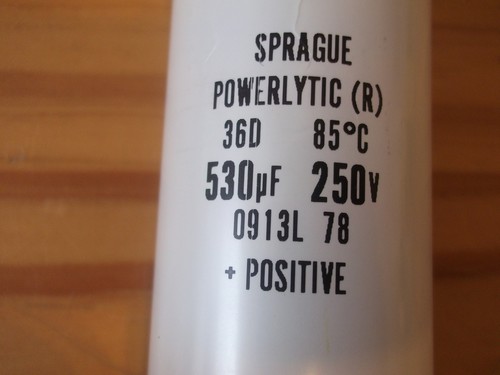 SPRAGUE
POWERLYTIC (R)
36D 85°C
530µF 250V
0913L 78
+ POSITIVE